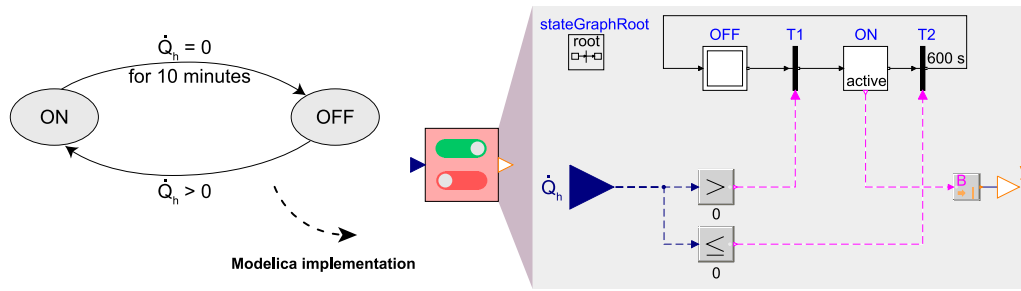 Q̇h = 0
for 10 minutes
ON
OFF
Q̇h > 0
Modelica implementation
stateGraphRoot
root
OFF
T1
ON
T2
600 s
active
Q̇h
>
0
≤
0
B
I